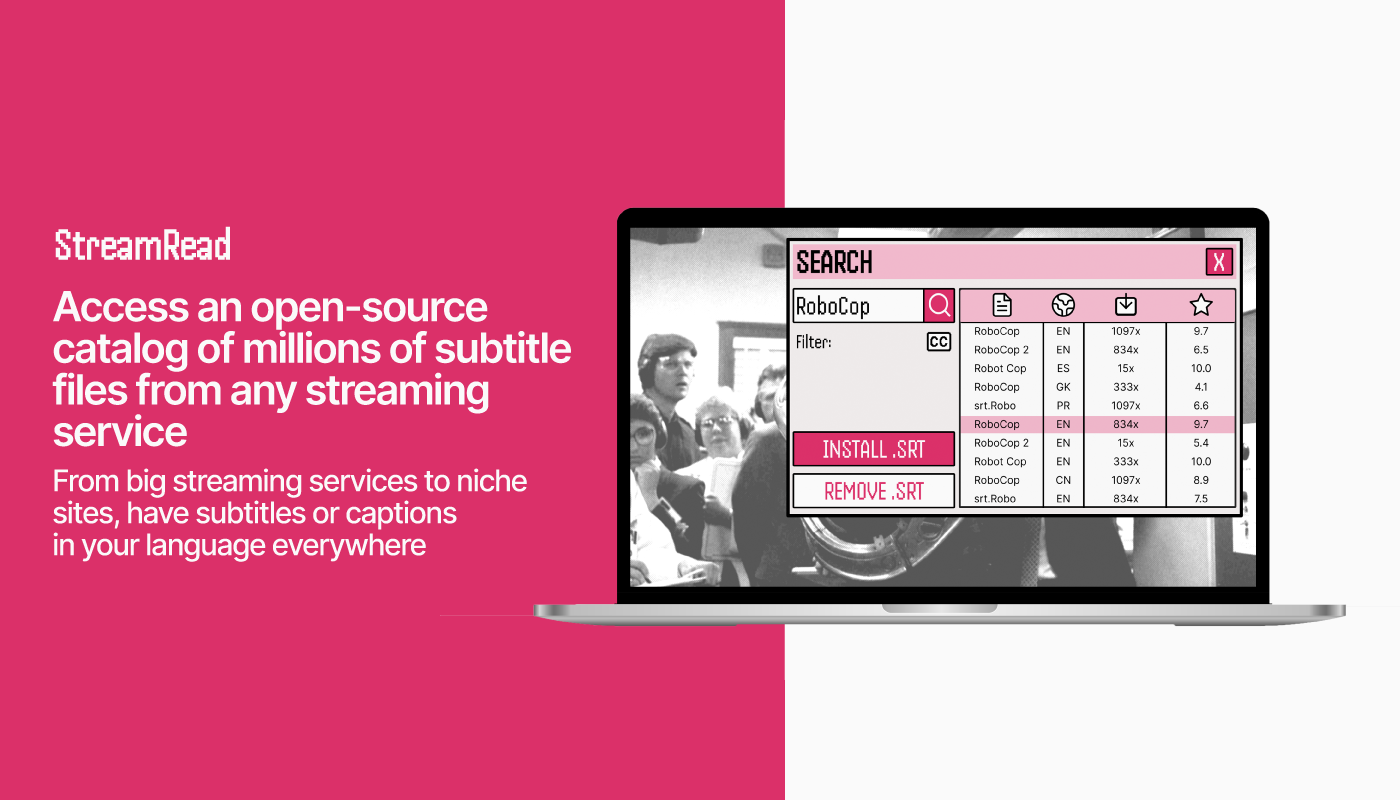 StreamRead
Access an open-source
catalog of millions of subtitle
files from any streaming
service
From big streaming services to niche
sites, have subtitles or captions
in your language everywhere
SEARCH X
RoboCop
Filter: CC
INSTALL .SRT
REMOVE .SRT
RoboCop EN 1097x 9.7
RoboCop 2 EN 834x 6.5
Robot Cop ES 15x 10.0
RoboCop GK 333x 4.1
srt.Robo PR 1097x 6.6
RoboCop EN 834x 9.7
RoboCop 2 EN 15x 5.4
Robot Cop EN 333x 10.0
RoboCop CN 1097x 8.9
srt.Robo EN 834x 7.5